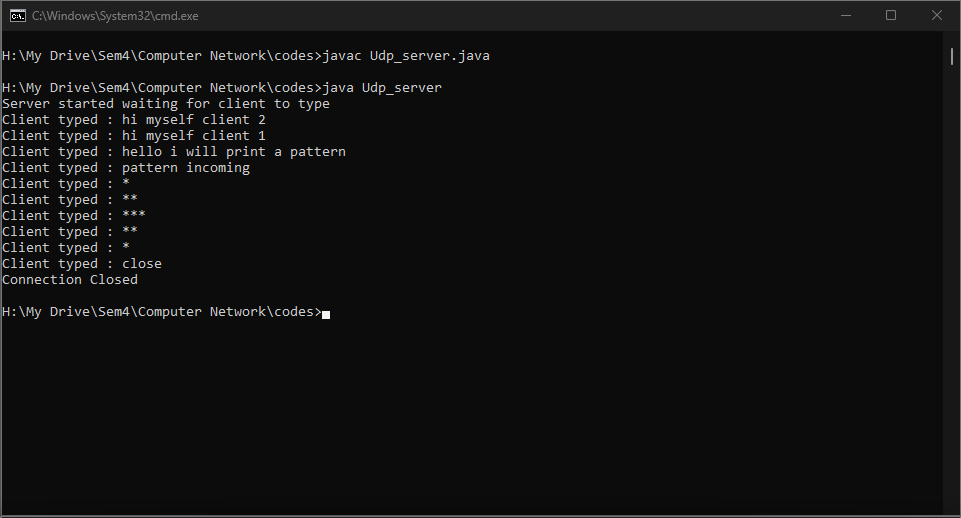 C:\Windows\System32\cmd.exe
H:\My Drive\Sem4\Computer Network\codes>javac Udp_server.java
H:\My Drive\Sem4\Computer Network\codes>java Udp_server
Server started waiting for client to type
Client typed : hi myself client 2
Client typed : hi myself client 1
Client typed : hello i will print a pattern
Client typed : pattern incoming
Client typed : *
Client typed : **
Client typed : ***
Client typed : **
Client typed : *
Client typed : close
Connection Closed
H:\My Drive\Sem4\Computer Network\codes>